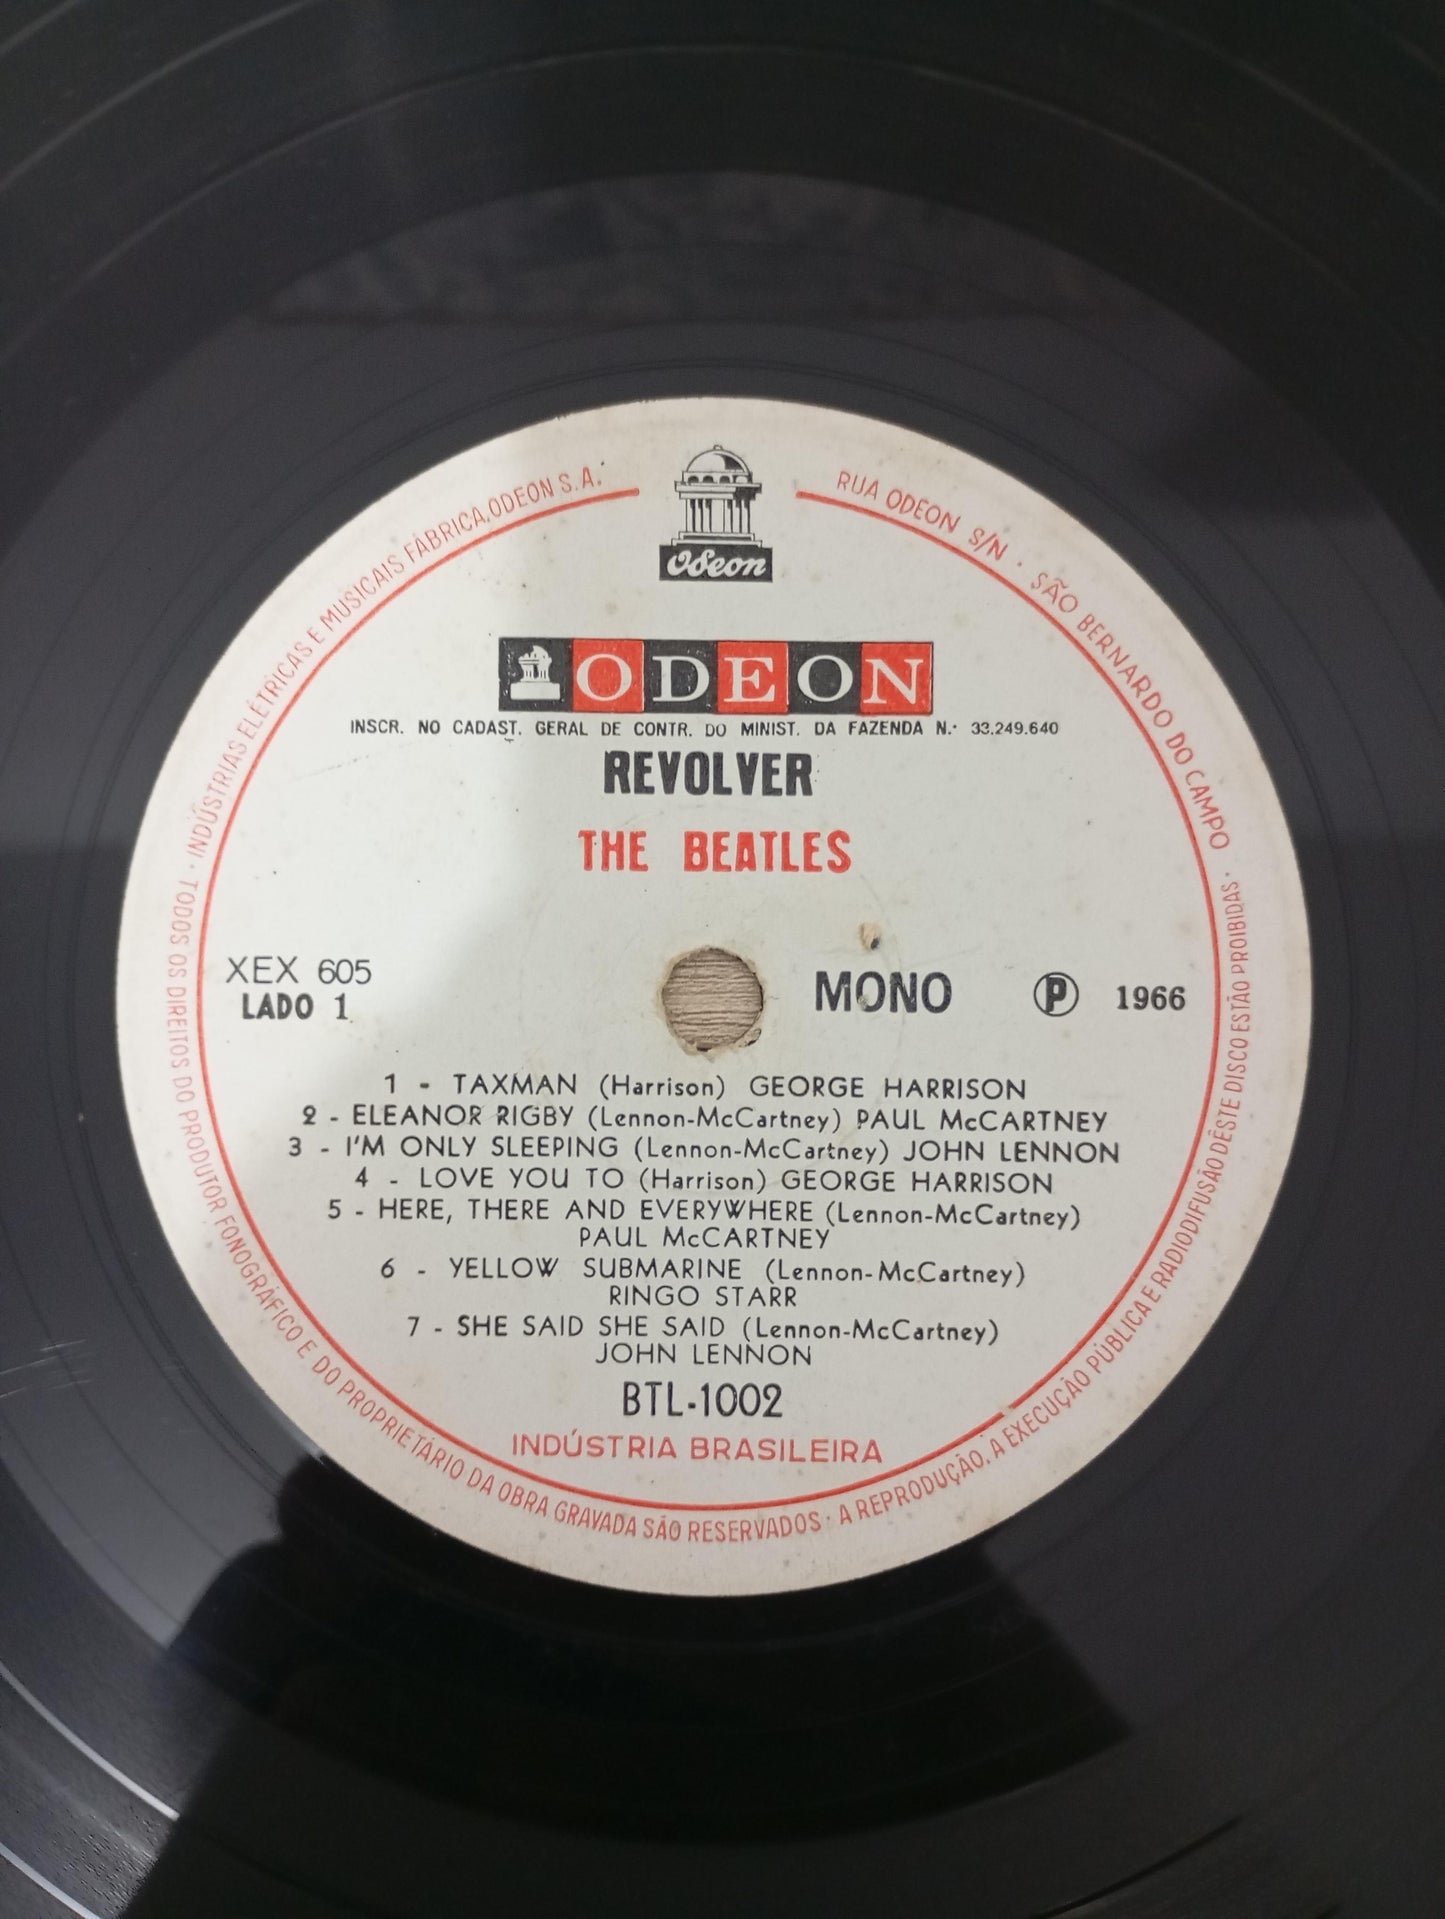 INDÚSTRIAS ELÉTRICAS E MUSICAIS FÁBRICA ODEON S.A.
RUA ODEON S/N · SÃO BERNARDO DO CAMPO
Odeon
ODEON
INSCR. NO CADAST. GERAL DE CONTR. DO MINIST. DA FAZENDA N.· 33.249.640
REVOLVER
THE BEATLES
XEX 605
LADO 1
MONO
Ⓟ 1966
1 - TAXMAN (Harrison) GEORGE HARRISON
2 - ELEANOR RIGBY (Lennon-McCartney) PAUL McCARTNEY
3 - I'M ONLY SLEEPING (Lennon-McCartney) JOHN LENNON
4 - LOVE YOU TO (Harrison) GEORGE HARRISON
5 - HERE, THERE AND EVERYWHERE (Lennon-McCartney)
PAUL McCARTNEY
6 - YELLOW SUBMARINE (Lennon-McCartney)
RINGO STARR
7 - SHE SAID SHE SAID (Lennon-McCartney)
JOHN LENNON
BTL-1002
INDÚSTRIA BRASILEIRA
· TODOS OS DIREITOS DO PRODUTOR FONOGRÁFICO E DO PROPRIETÁRIO DA OBRA GRAVADA SÃO RESERVADOS · A REPRODUÇÃO, A EXECUÇÃO PÚBLICA E RADIODIFUSÃO DÊSTE DISCO ESTÃO PROIBIDAS ·